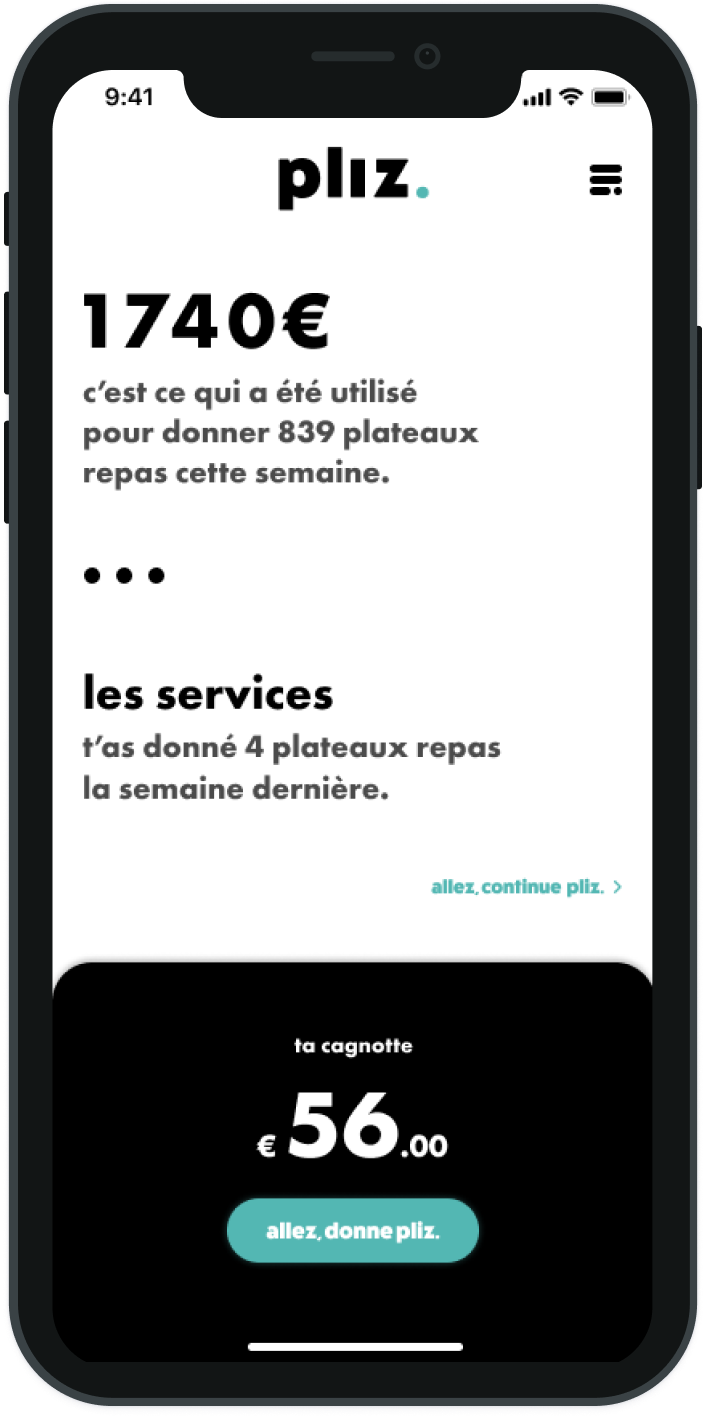 9:41
plız.
1740€
c’est ce qui a été utilisé
pour donner 839 plateaux
repas cette semaine.
•••
les services
t’as donné 4 plateaux repas
la semaine dernière.
allez, continue pliz. >
ta cagnotte
€ 56.00
allez, donne pliz.